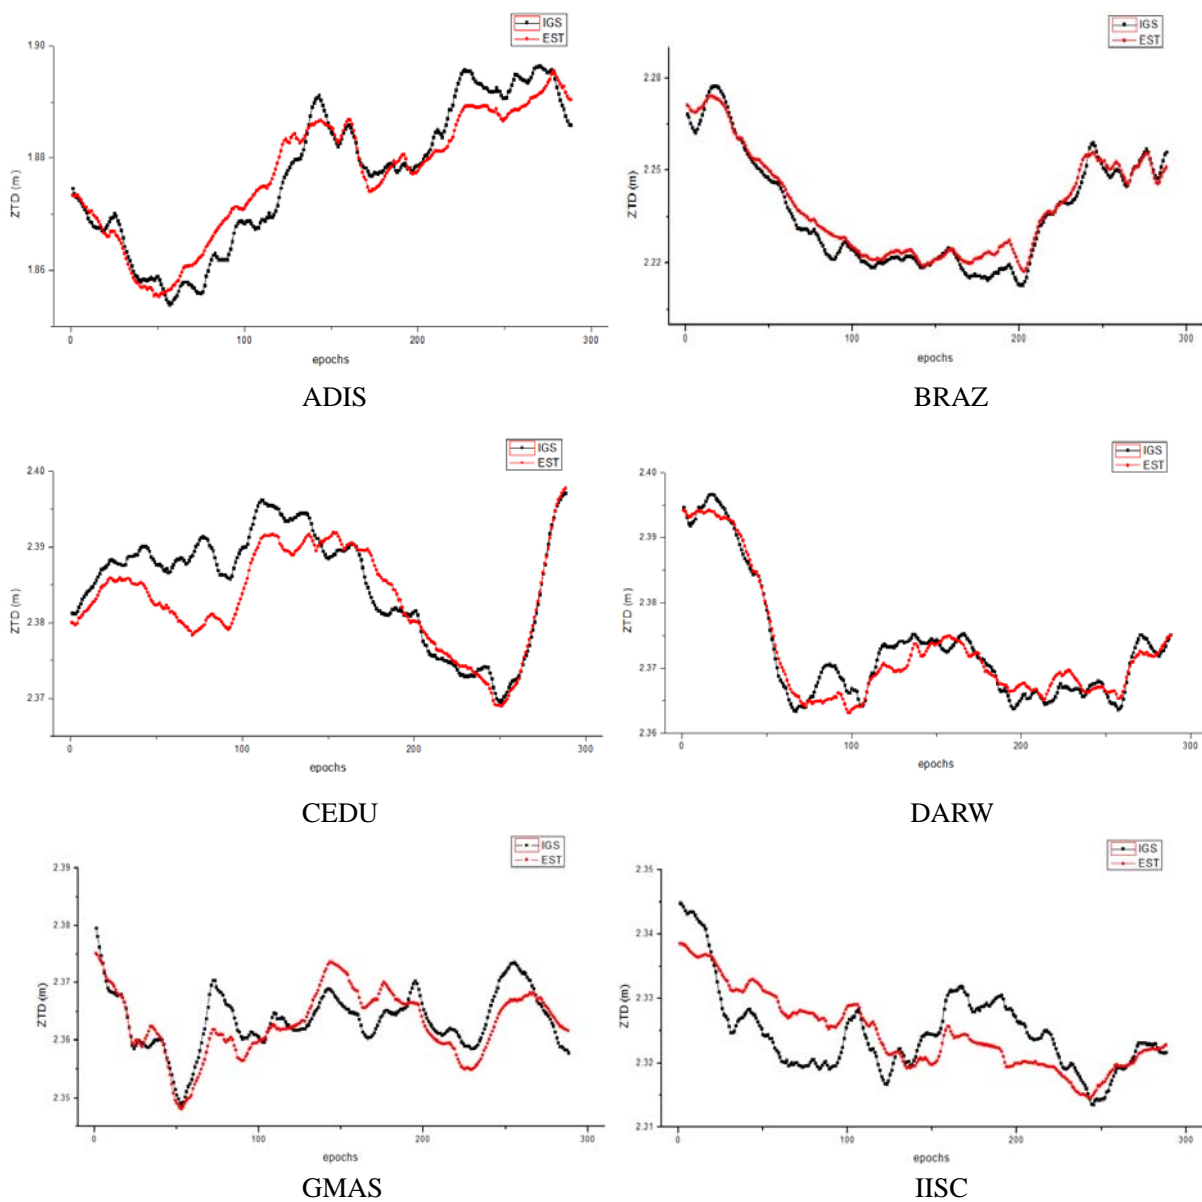 IGS
EST
1.90
1.88
1.86
ZTD (m)
0
100
200
300
epochs
ADIS
IGS
EST
2.28
2.25
2.22
ZTD (m)
0
100
200
300
epochs
BRAZ
IGS
EST
2.40
2.39
2.38
2.37
ZTD (m)
0
100
200
300
epochs
CEDU
IGS
EST
2.40
2.39
2.38
2.37
2.36
ZTD (m)
0
100
200
300
epochs
DARW
IGS
EST
2.39
2.38
2.37
2.36
2.35
ZTD (m)
0
100
200
300
epochs
GMAS
IGS
EST
2.35
2.34
2.33
2.32
2.31
ZTD (m)
0
100
200
300
epochs
IISC